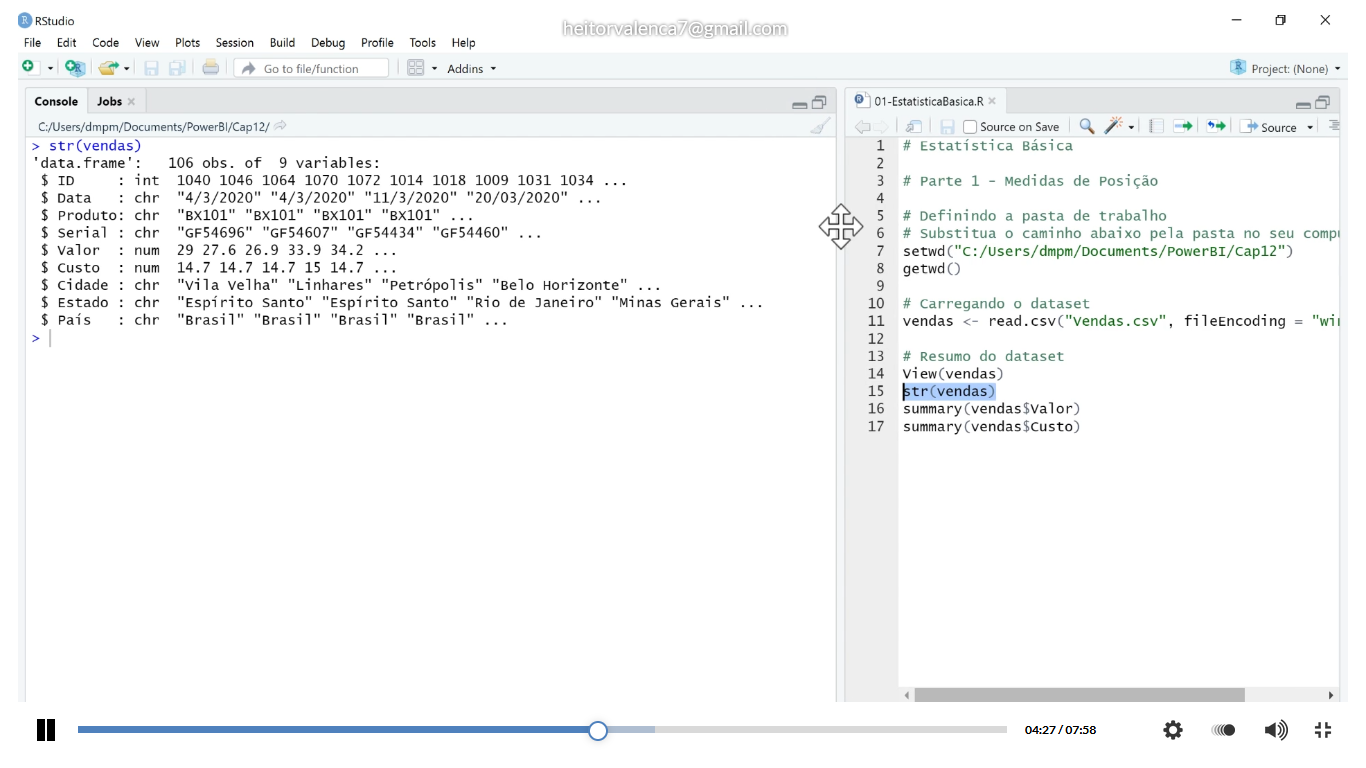 RStudio
heitorvalenca7@gmail.com
File Edit Code View Plots Session Build Debug Profile Tools Help
Go to file/function
Addins
Project: (None)
Console Jobs
C:/Users/dmpm/Documents/PowerBI/Cap12/
> str(vendas)
'data.frame':   106 obs. of  9 variables:
 $ ID     : int  1040 1046 1064 1070 1072 1014 1018 1009 1031 1034 ...
 $ Data   : chr  "4/3/2020" "4/3/2020" "11/3/2020" "20/03/2020" ...
 $ Produto: chr  "BX101" "BX101" "BX101" "BX101" ...
 $ Serial : chr  "GF54696" "GF54607" "GF54434" "GF54460" ...
 $ Valor  : num  29 27.6 26.9 33.9 34.2 ...
 $ Custo  : num  14.7 14.7 14.7 15 14.7 ...
 $ Cidade : chr  "Vila Velha" "Linhares" "Petrópolis" "Belo Horizonte" ...
 $ Estado : chr  "Espírito Santo" "Espírito Santo" "Rio de Janeiro" "Minas Gerais" ...
 $ País   : chr  "Brasil" "Brasil" "Brasil" "Brasil" ...
>
01-EstatisticaBasica.R
Source on Save
Source
1 # Estatística Básica
2
3 # Parte 1 - Medidas de Posição
4
5 # Definindo a pasta de trabalho
6 # Substitua o caminho abaixo pela pasta no seu compu
7 setwd("C:/Users/dmpm/Documents/PowerBI/Cap12")
8 getwd()
9
10 # Carregando o dataset
11 vendas <- read.csv("Vendas.csv", fileEncoding = "win
12
13 # Resumo do dataset
14 View(vendas)
15 str(vendas)
16 summary(vendas$Valor)
17 summary(vendas$Custo)
04:27 / 07:58